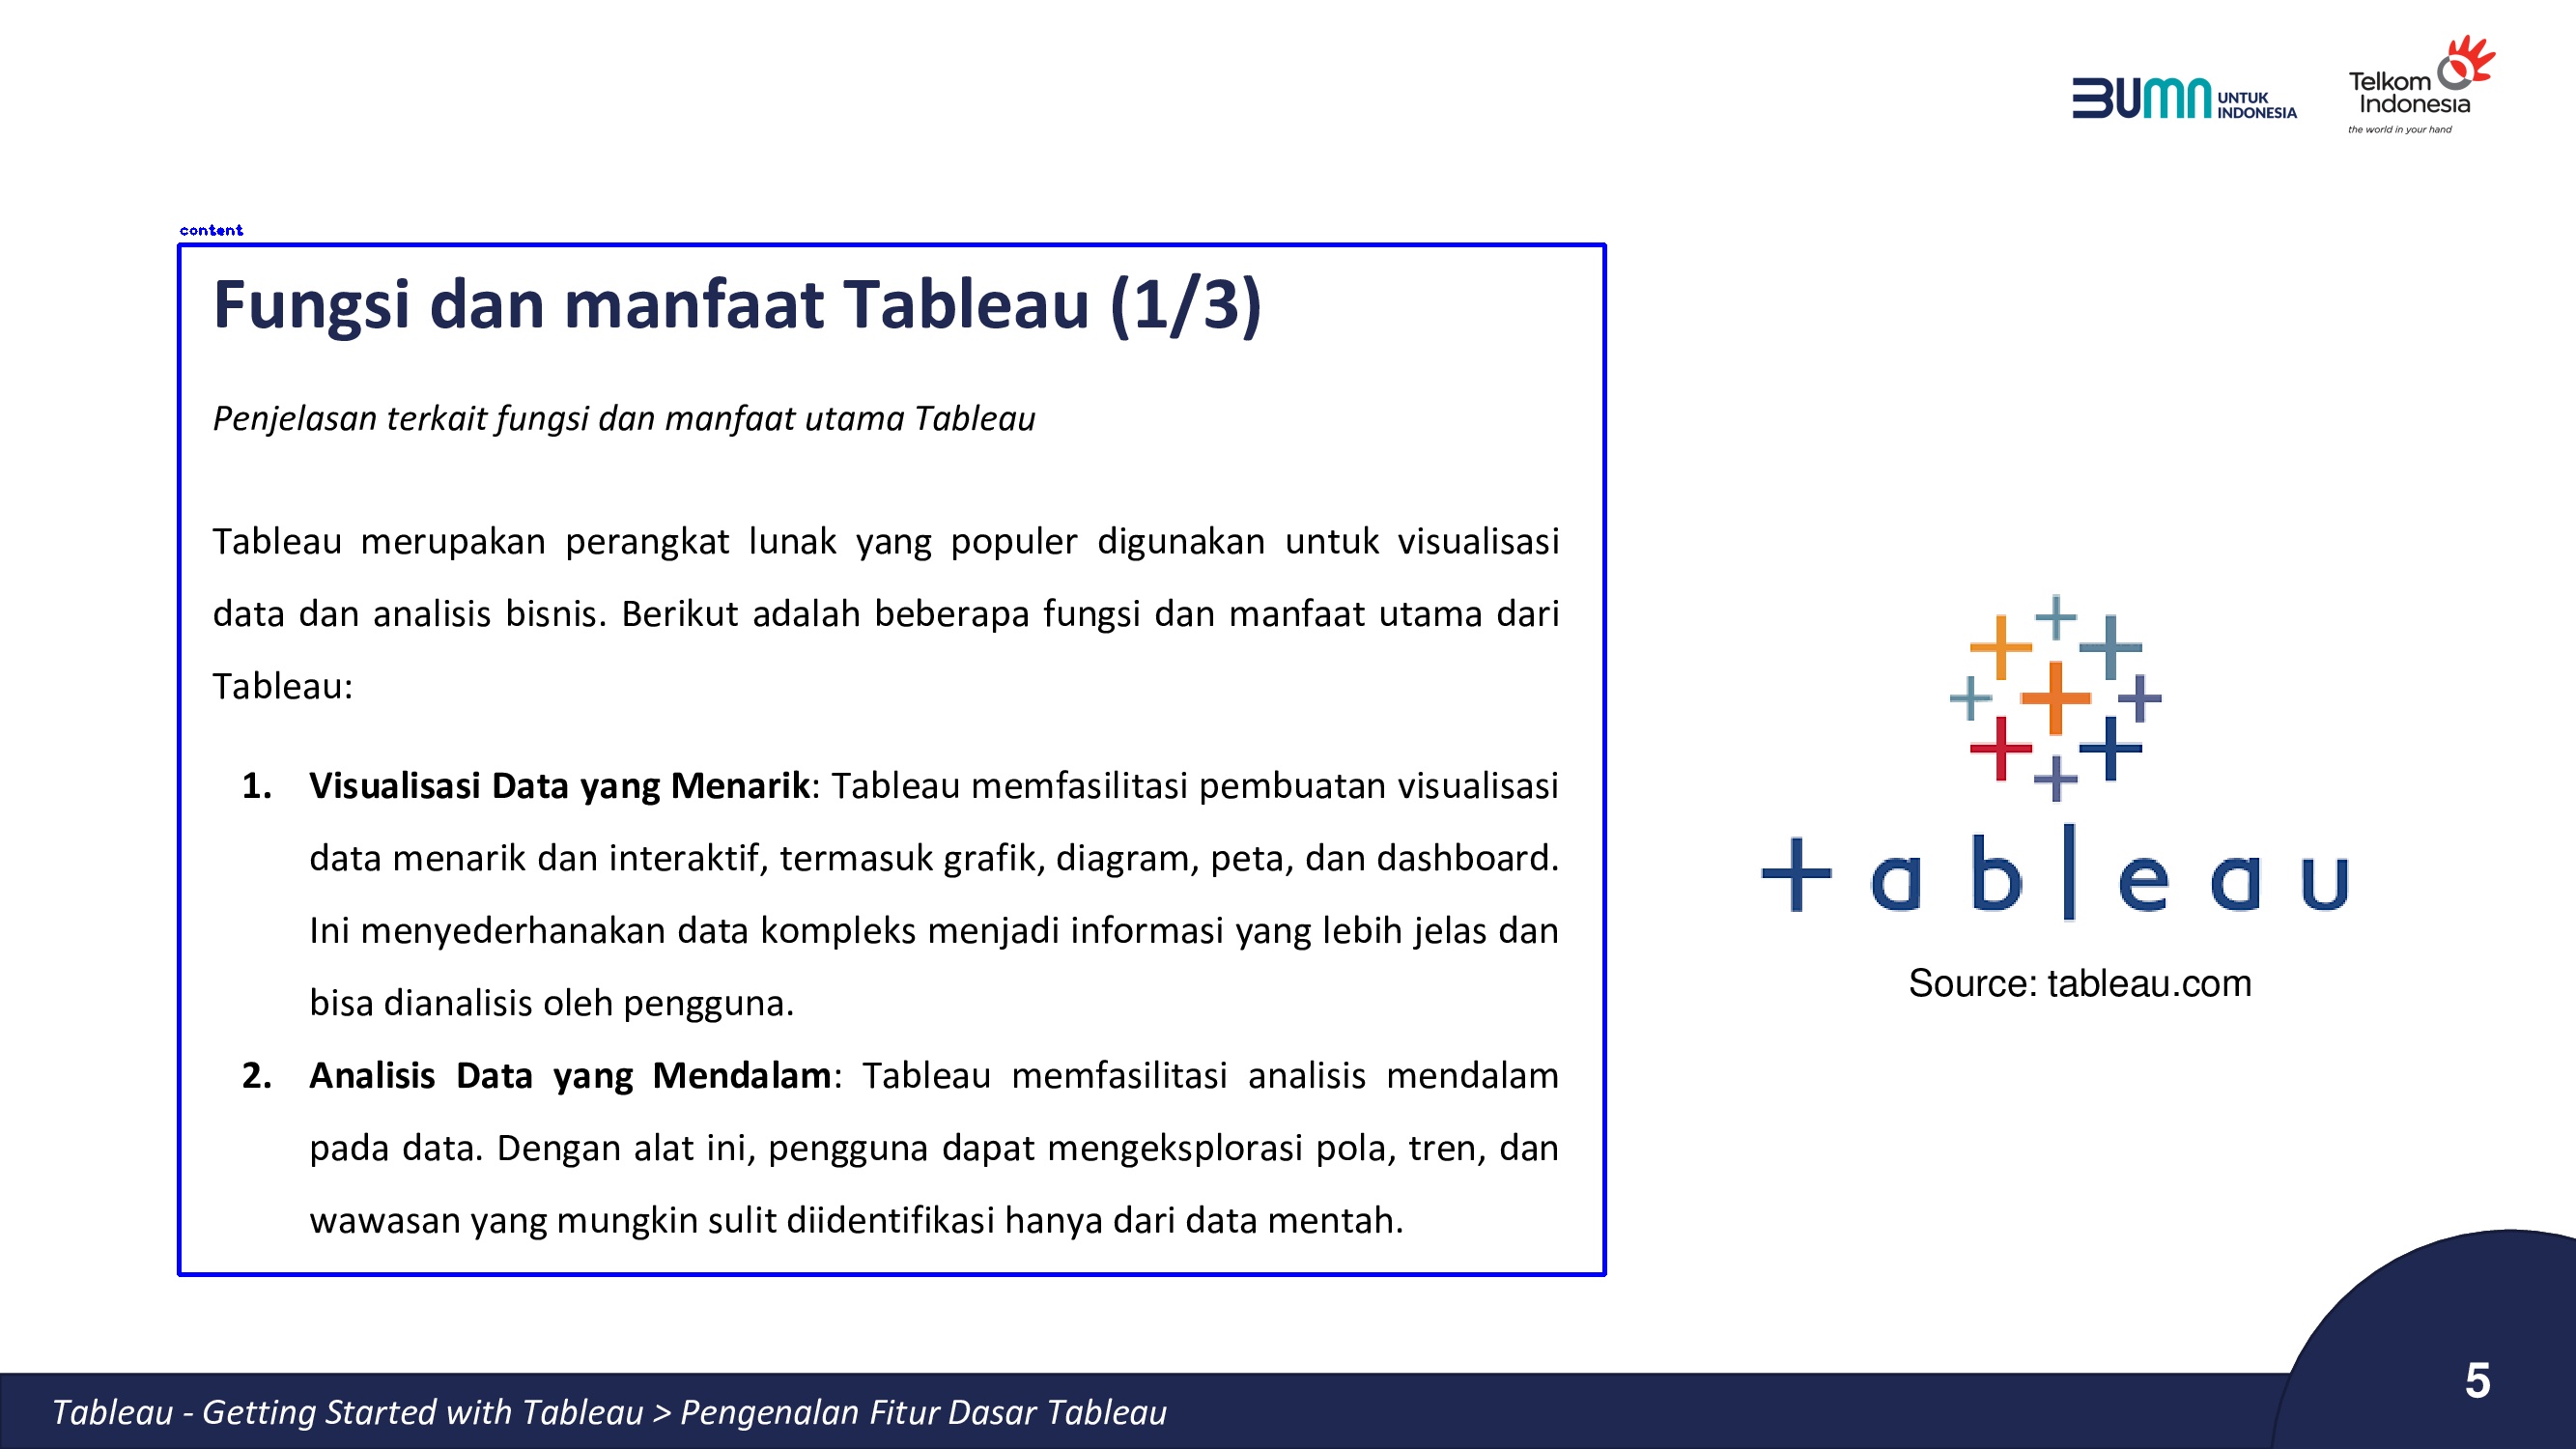 BUMN UNTUK
INDONESIA
Telkom
Indonesia
the world in your hand
content
Fungsi dan manfaat Tableau (1/3)
Penjelasan terkait fungsi dan manfaat utama Tableau
Tableau merupakan perangkat lunak yang populer digunakan untuk visualisasi
data dan analisis bisnis. Berikut adalah beberapa fungsi dan manfaat utama dari
Tableau:
1. Visualisasi Data yang Menarik: Tableau memfasilitasi pembuatan visualisasi
data menarik dan interaktif, termasuk grafik, diagram, peta, dan dashboard.
Ini menyederhanakan data kompleks menjadi informasi yang lebih jelas dan
bisa dianalisis oleh pengguna.
2. Analisis Data yang Mendalam: Tableau memfasilitasi analisis mendalam
pada data. Dengan alat ini, pengguna dapat mengeksplorasi pola, tren, dan
wawasan yang mungkin sulit diidentifikasi hanya dari data mentah.
tableau
Source: tableau.com
Tableau - Getting Started with Tableau > Pengenalan Fitur Dasar Tableau
5